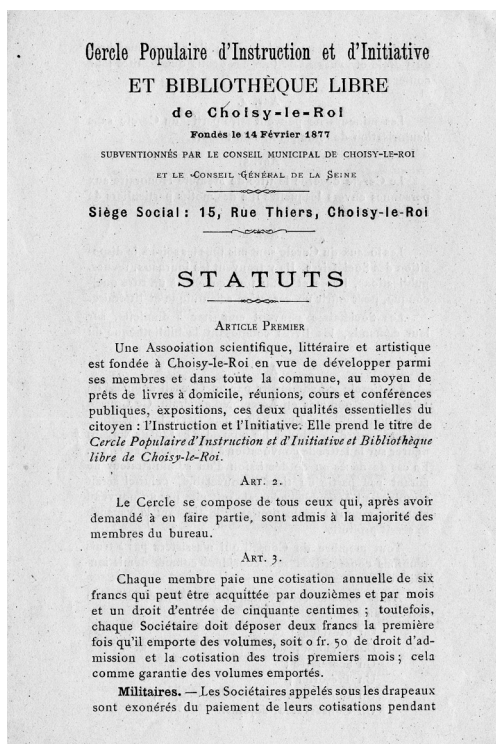 Cercle Populaire d'Instruction et d'Initiative
ET BIBLIOTHÈQUE LIBRE
de Choisy-le-Roi
Fondés le 14 Février 1877
SUBVENTIONNÉS PAR LE CONSEIL MUNICIPAL DE CHOISY-LE-ROI
ET LE CONSEIL GÉNÉRAL DE LA SEINE
Siège Social : 15, Rue Thiers, Choisy-le-Roi
STATUTS
ARTICLE PREMIER
Une Association scientifique, littéraire et artistique
est fondée à Choisy-le-Roi en vue de développer parmi
ses membres et dans toute la commune, au moyen de
prêts de livres à domicile, réunions, cours et conférences
publiques, expositions, ces deux qualités essentielles du
citoyen : l'Instruction et l'Initiative. Elle prend le titre de
Cercle Populaire d'Instruction et d'Initiative et Bibliothèque
libre de Choisy-le-Roi.
ART. 2.
Le Cercle se compose de tous ceux qui, après avoir
demandé à en faire partie, sont admis à la majorité des
membres du bureau.
ART. 3.
Chaque membre paie une cotisation annuelle de six
francs qui peut être acquittée par douzièmes et par mois
et un droit d'entrée de cinquante centimes ; toutefois,
chaque Sociétaire doit déposer deux francs la première
fois qu'il emporte des volumes, soit 0 fr. 50 de droit d'ad-
mission et la cotisation des trois premiers mois ; cela
comme garantie des volumes emportés.
Militaires. — Les Sociétaires appelés sous les drapeaux
sont exonérés du paiement de leurs cotisations pendant